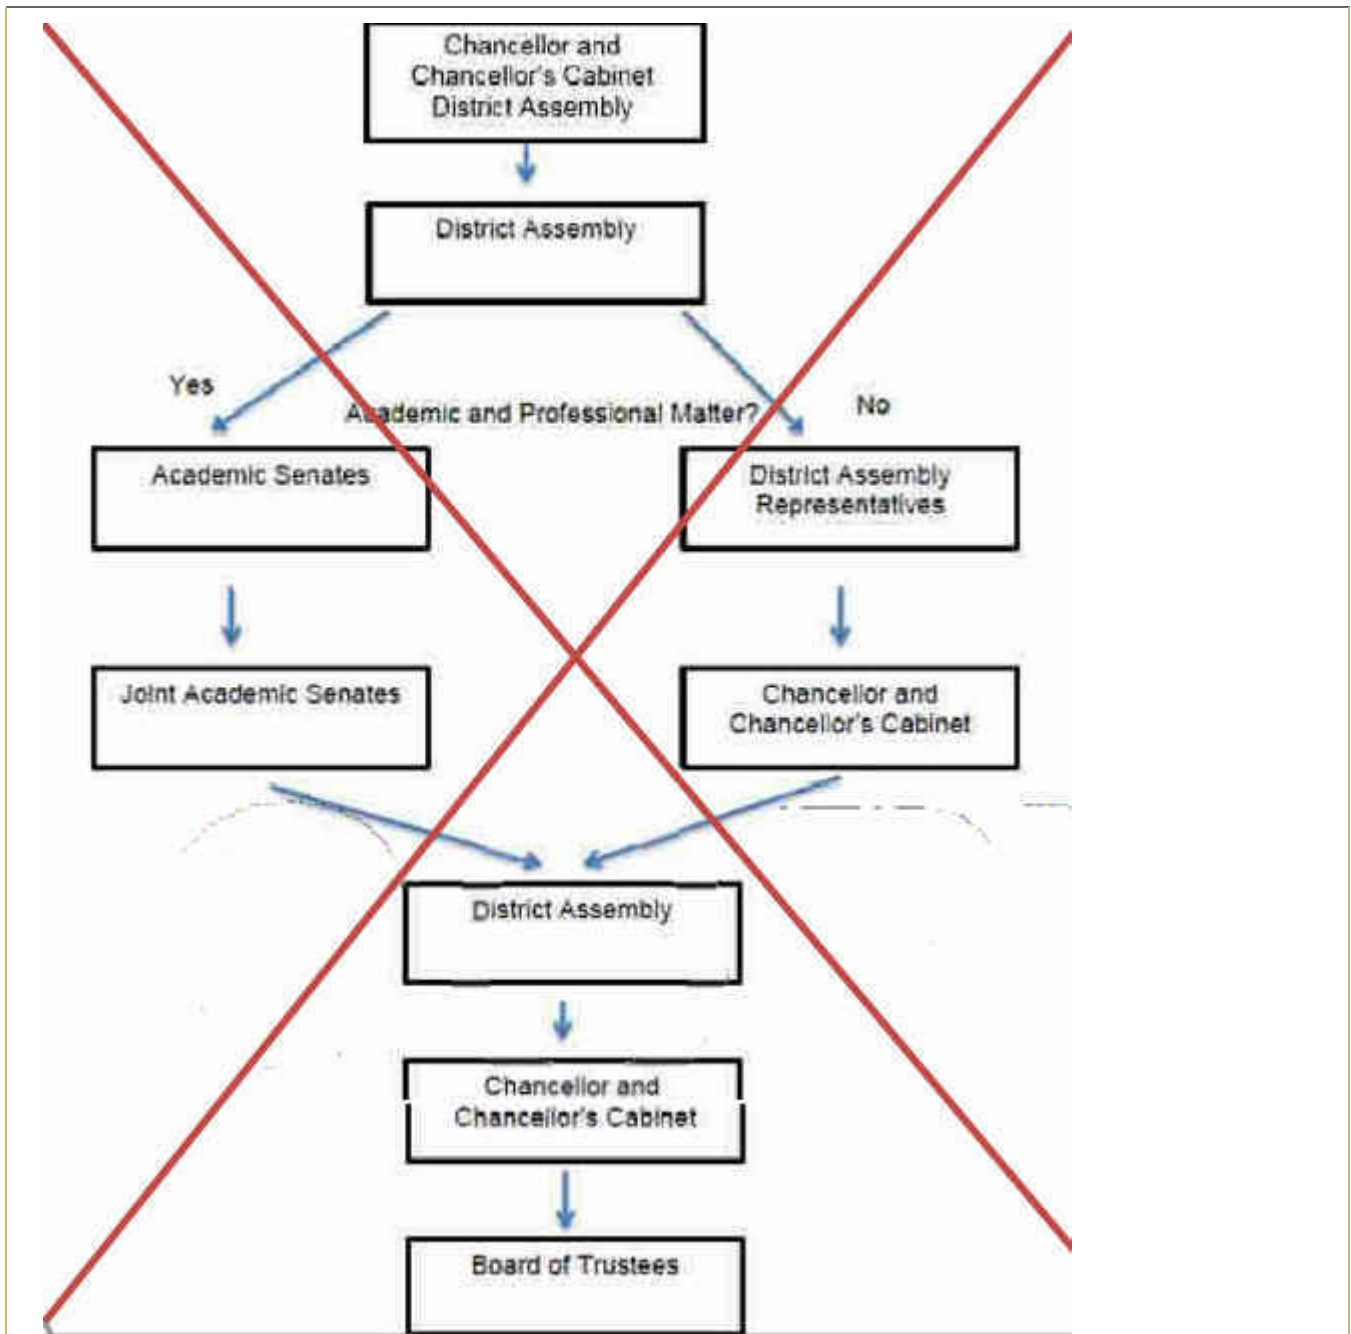 Chancellor and
Chancellor's Cabinet
District Assembly
District Assembly
Yes
Academic and Professional Matter?
No
Academic Senates
District Assembly
Representatives
Joint Academic Senates
Chancellor and
Chancellor's Cabinet
District Assembly
Chancellor and
Chancellor's Cabinet
Board of Trustees